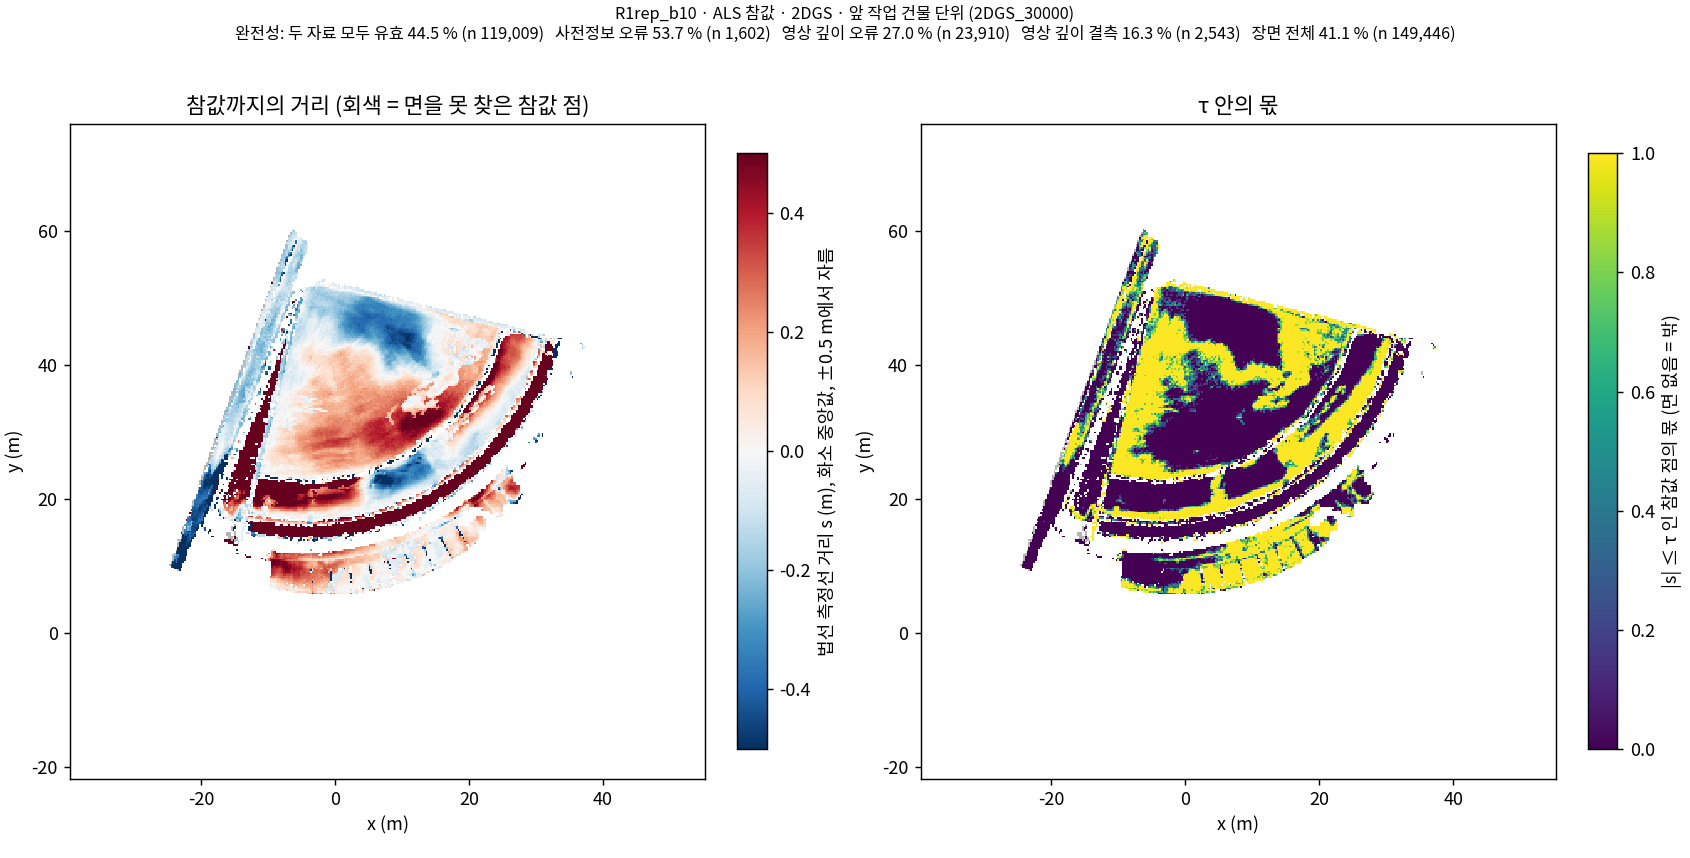 R1rep_b10 · ALS 참값 · 2DGS · 앞 작업 건물 단위 (2DGS_30000)
완전성: 두 자료 모두 유효 44.5 % (n 119,009) 사전정보 오류 53.7 % (n 1,602) 영상 깊이 오류 27.0 % (n 23,910) 영상 깊이 결측 16.3 % (n 2,543) 장면 전체 41.1 % (n 149,446)
참값까지의 거리 (회색 = 면을 못 찾은 참값 점)
60
40
20
0
-20
y (m)
-20 0 20 40
x (m)
0.4
0.2
0.0
-0.2
-0.4
법선 측정선 거리 s (m), 화소 중앙값, ±0.5 m에서 자름
τ 안의 몫
60
40
20
0
-20
y (m)
-20 0 20 40
x (m)
1.0
0.8
0.6
0.4
0.2
0.0
|s| ≤ τ 인 참값 점의 몫 (면 없음 = 밖)